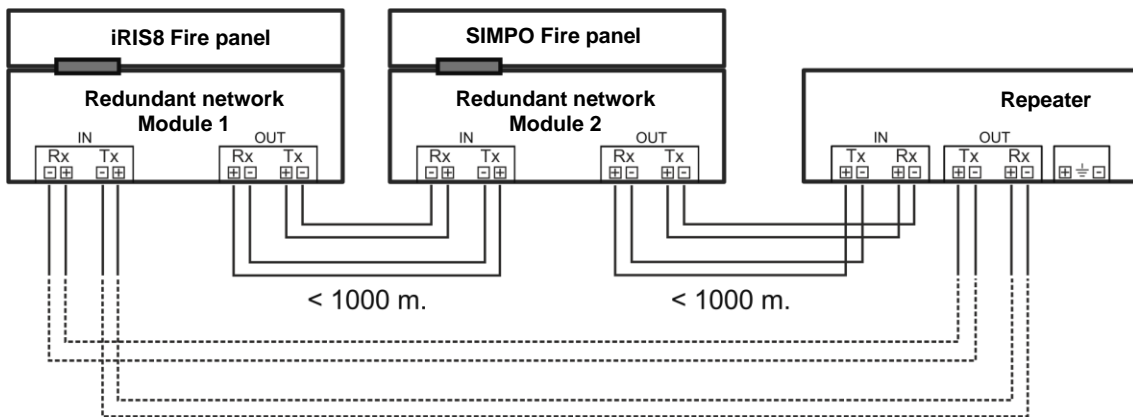 iRIS8 Fire panel
SIMPO Fire panel
Redundant network
Module 1
Redundant network
Module 2
Repeater
IN
OUT
IN
OUT
IN
OUT
Rx Tx
Rx Tx
Rx Tx
Rx Tx
Tx Rx
Tx Rx
- + - +
+ - + -
- + - +
+ - + -
+ - + -
+ - + -
+ ⏚ -
< 1000 m.
< 1000 m.